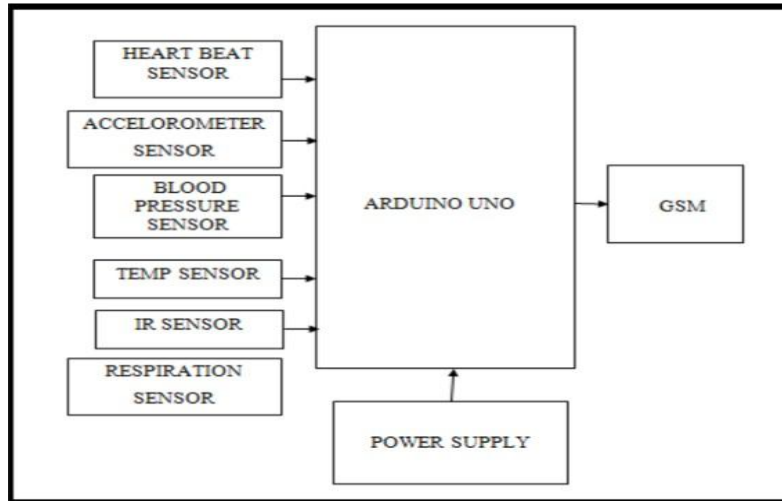 HEART BEAT
SENSOR
ACCELOROMETER
SENSOR
BLOOD
PRESSURE
SENSOR
TEMP SENSOR
IR SENSOR
RESPIRATION
SENSOR
ARDUINO UNO
GSM
POWER SUPPLY